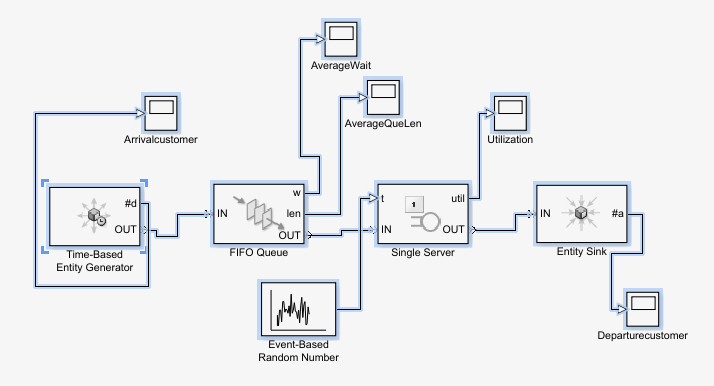 AverageWait
AverageQueLen
Arrivalcustomer
Utilization
#d
OUT
Time-Based
Entity Generator
w
IN
len
OUT
FIFO Queue
t
1
util
IN
OUT
Single Server
IN
#a
Entity Sink
Event-Based
Random Number
Departurecustomer